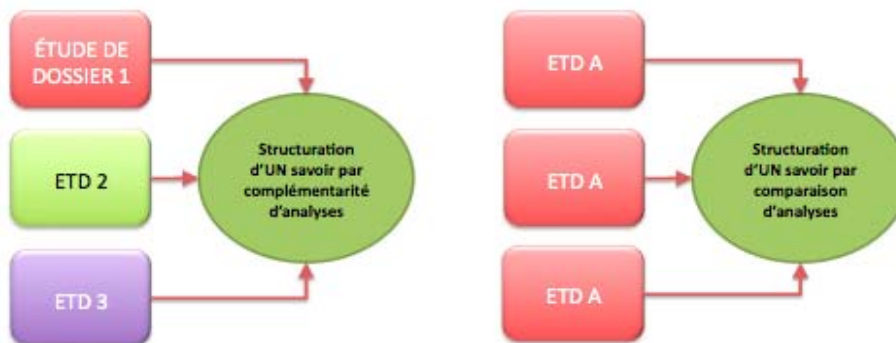 ÉTUDE DE
DOSSIER 1
ETD 2
ETD 3
Structuration
d'UN savoir par
complémentarité
d'analyses
ETD A
ETD A
ETD A
Structuration
d'UN savoir par
comparaison
d'analyses